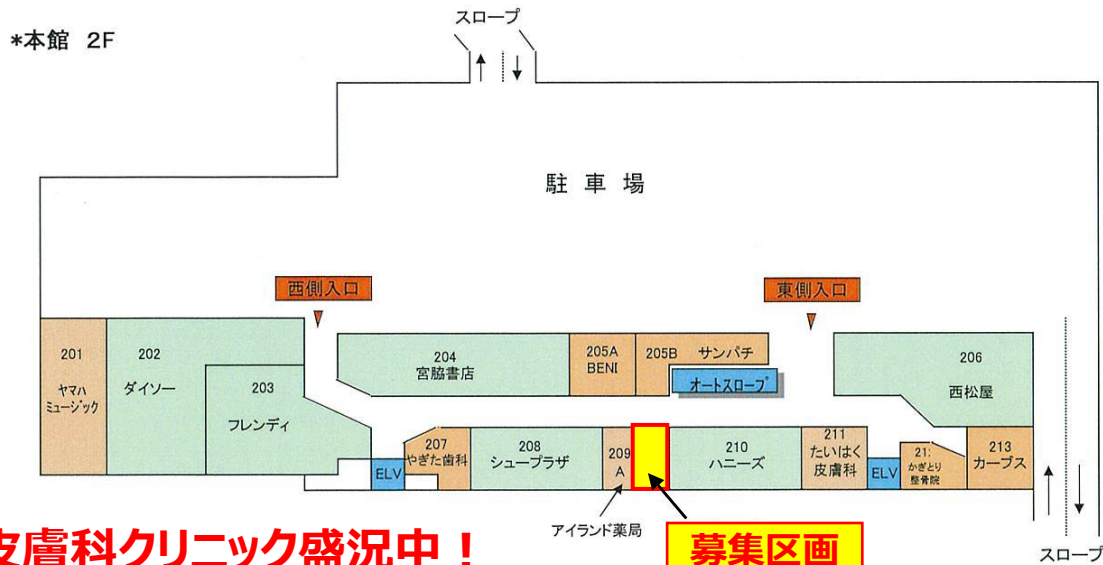 *本館 2F
スロープ
駐車場
西側入口
東側入口
201
ヤマハ
ミュージック
202
ダイソー
203
フレンディ
204
宮脇書店
205A
BENI
205B サンパチ
オートスロープ
206
西松屋
ELV
207
やぎた歯科
208
シュープラザ
209
A
アイランド薬局
210
ハニーズ
211
たいはく
皮膚科
ELV
21
かぎとり
整骨院
213
カーブス
スロープ
皮膚科クリニック盛況中！
募集区画